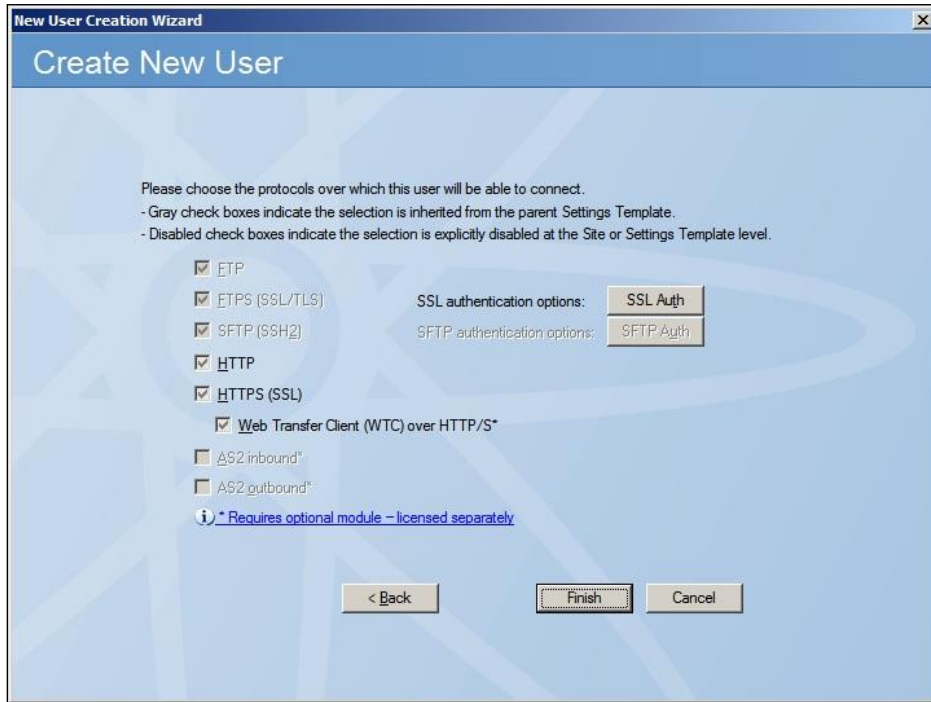 New User Creation Wizard
Create New User
Please choose the protocols over which this user will be able to connect.
- Gray check boxes indicate the selection is inherited from the parent Settings Template.
- Disabled check boxes indicate the selection is explicitly disabled at the Site or Settings Template level.
FTP
FTPS (SSL/TLS) SSL authentication options: SSL Auth
SFTP (SSH2) SFTP authentication options: SFTP Auth
HTTP
HTTPS (SSL)
Web Transfer Client (WTC) over HTTP/S*
AS2 inbound*
AS2 outbound*
* Requires optional module – licensed separately
< Back Finish Cancel